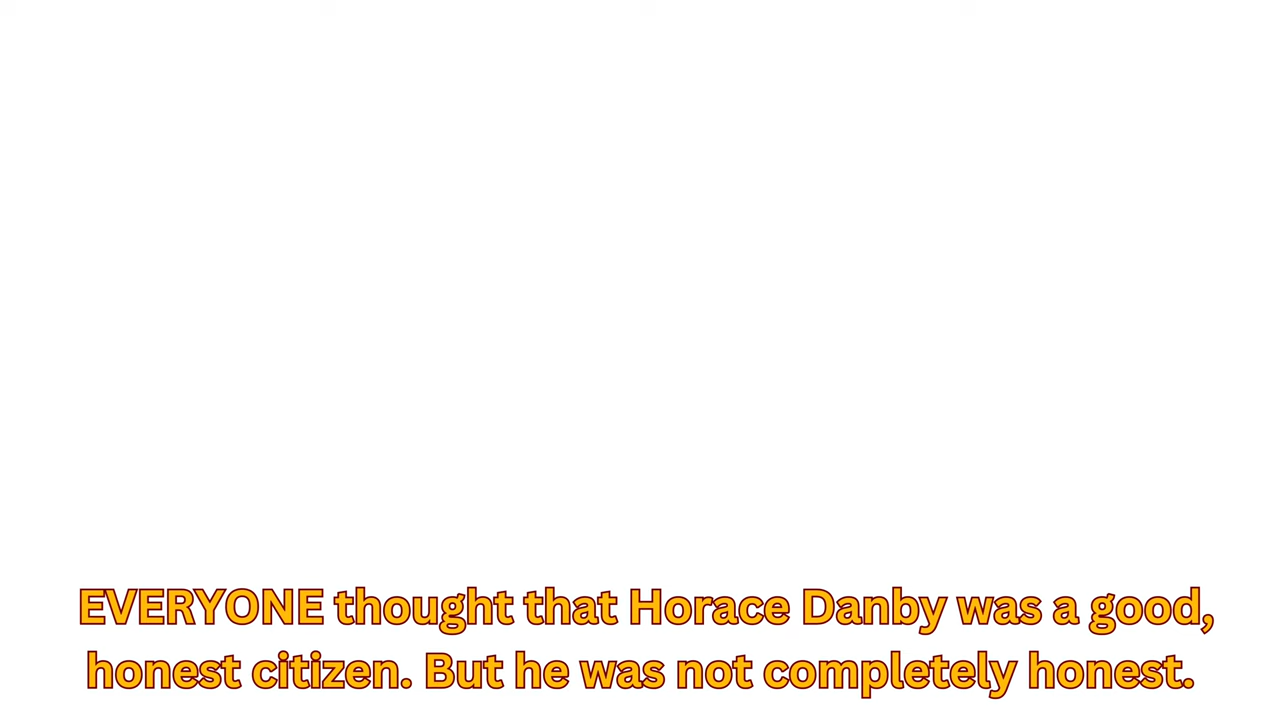 EVERYONE thought that Horace Danby was a good,
honest citizen. But he was not completely honest.